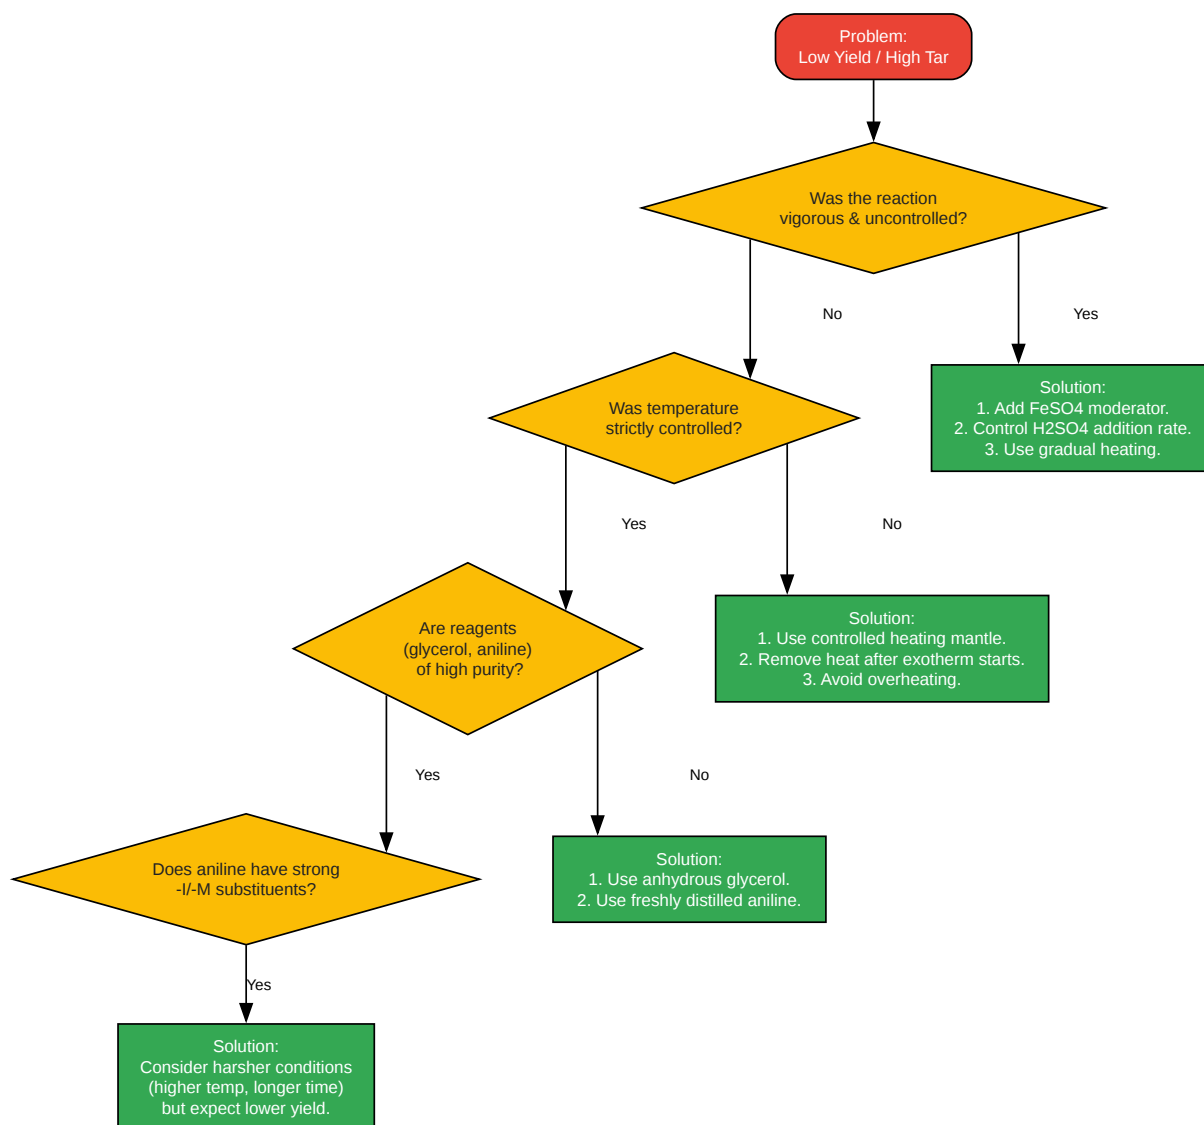 Problem:
Low Yield / High Tar
Was the reaction
vigorous & uncontrolled?
No
Yes
Solution:
1. Add FeSO4 moderator.
2. Control H2SO4 addition rate.
3. Use gradual heating.
Was temperature
strictly controlled?
Yes
No
Solution:
1. Use controlled heating mantle.
2. Remove heat after exotherm starts.
3. Avoid overheating.
Are reagents
(glycerol, aniline)
of high purity?
Yes
No
Solution:
1. Use anhydrous glycerol.
2. Use freshly distilled aniline.
Does aniline have strong
-I/-M substituents?
Yes
Solution:
Consider harsher conditions
(higher temp, longer time)
but expect lower yield.